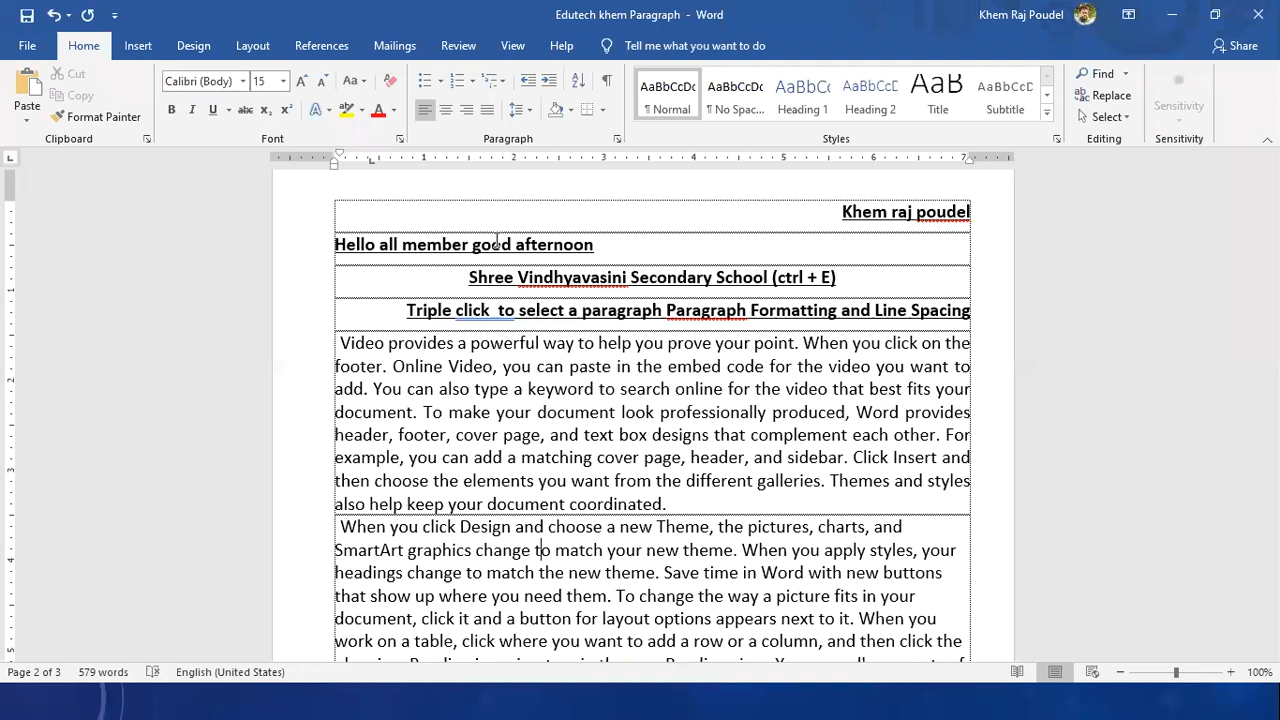 Edutech khem Paragraph - Word
Khem Raj Poudel
File Home Insert Design Layout References Mailings Review View Help Tell me what you want to do Share
Paste
Cut
Copy
Format Painter
Clipboard
Calibri (Body) 15
Font
Paragraph
AaBbCcDc AaBbCcDc AaBbCc AaBbCcC AaB AaBbCcD
¶ Normal ¶ No Spac... Heading 1 Heading 2 Title Subtitle
Styles
Find
Replace
Select
Editing
Sensitivity
Sensitivity
1 2 3 4 5 6 7
Khem raj poudel
Hello all member good afternoon
Shree Vindhyavasini Secondary School (ctrl + E)
Triple click to select a paragraph Paragraph Formatting and Line Spacing
Video provides a powerful way to help you prove your point. When you click on the
footer. Online Video, you can paste in the embed code for the video you want to
add. You can also type a keyword to search online for the video that best fits your
document. To make your document look professionally produced, Word provides
header, footer, cover page, and text box designs that complement each other. For
example, you can add a matching cover page, header, and sidebar. Click Insert and
then choose the elements you want from the different galleries. Themes and styles
also help keep your document coordinated.
When you click Design and choose a new Theme, the pictures, charts, and
SmartArt graphics change to match your new theme. When you apply styles, your
headings change to match the new theme. Save time in Word with new buttons
that show up where you need them. To change the way a picture fits in your
document, click it and a button for layout options appears next to it. When you
work on a table, click where you want to add a row or a column, and then click the
Page 2 of 3 579 words English (United States) 100%